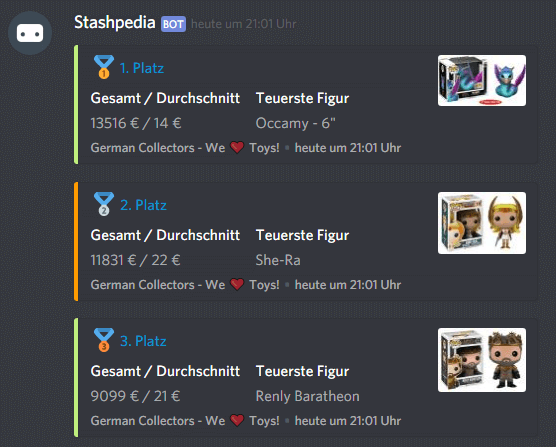 Stashpedia BOT heute um 21:01 Uhr
1
1. Platz
Gesamt / Durchschnitt Teuerste Figur
13516 € / 14 € Occamy - 6"
German Collectors - We ❤ Toys! • heute um 21:01 Uhr
2
2. Platz
Gesamt / Durchschnitt Teuerste Figur
11831 € / 22 € She-Ra
German Collectors - We ❤ Toys! • heute um 21:01 Uhr
3
3. Platz
Gesamt / Durchschnitt Teuerste Figur
9099 € / 21 € Renly Baratheon
German Collectors - We ❤ Toys! • heute um 21:01 Uhr